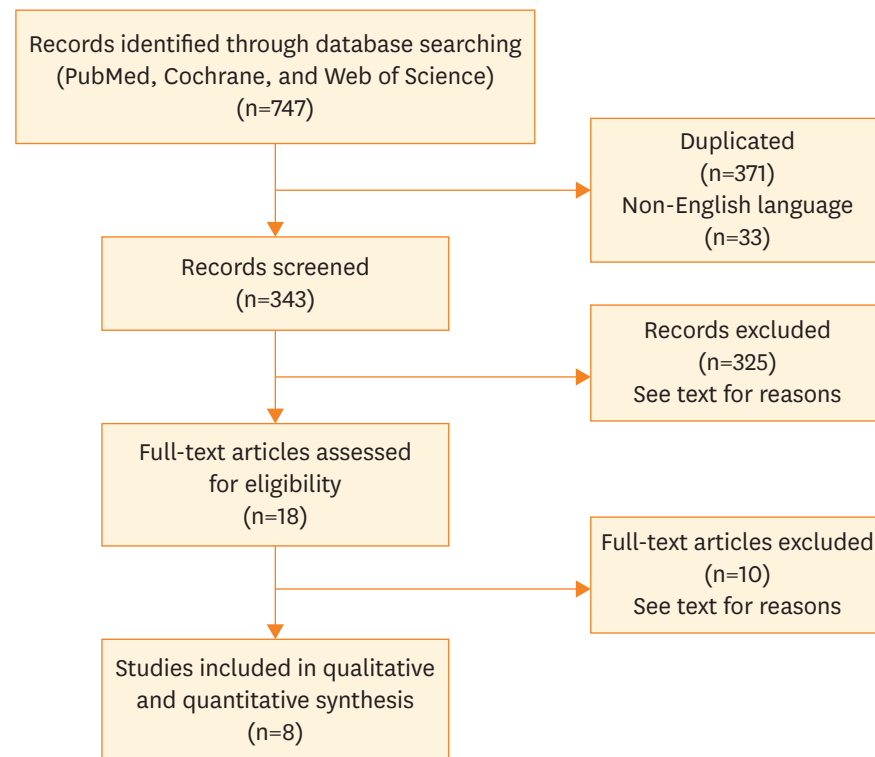 Records identified through database searching
(PubMed, Cochrane, and Web of Science)
(n=747)
Duplicated
(n=371)
Non-English language
(n=33)
Records screened
(n=343)
Records excluded
(n=325)
See text for reasons
Full-text articles assessed
for eligibility
(n=18)
Full-text articles excluded
(n=10)
See text for reasons
Studies included in qualitative
and quantitative synthesis
(n=8)